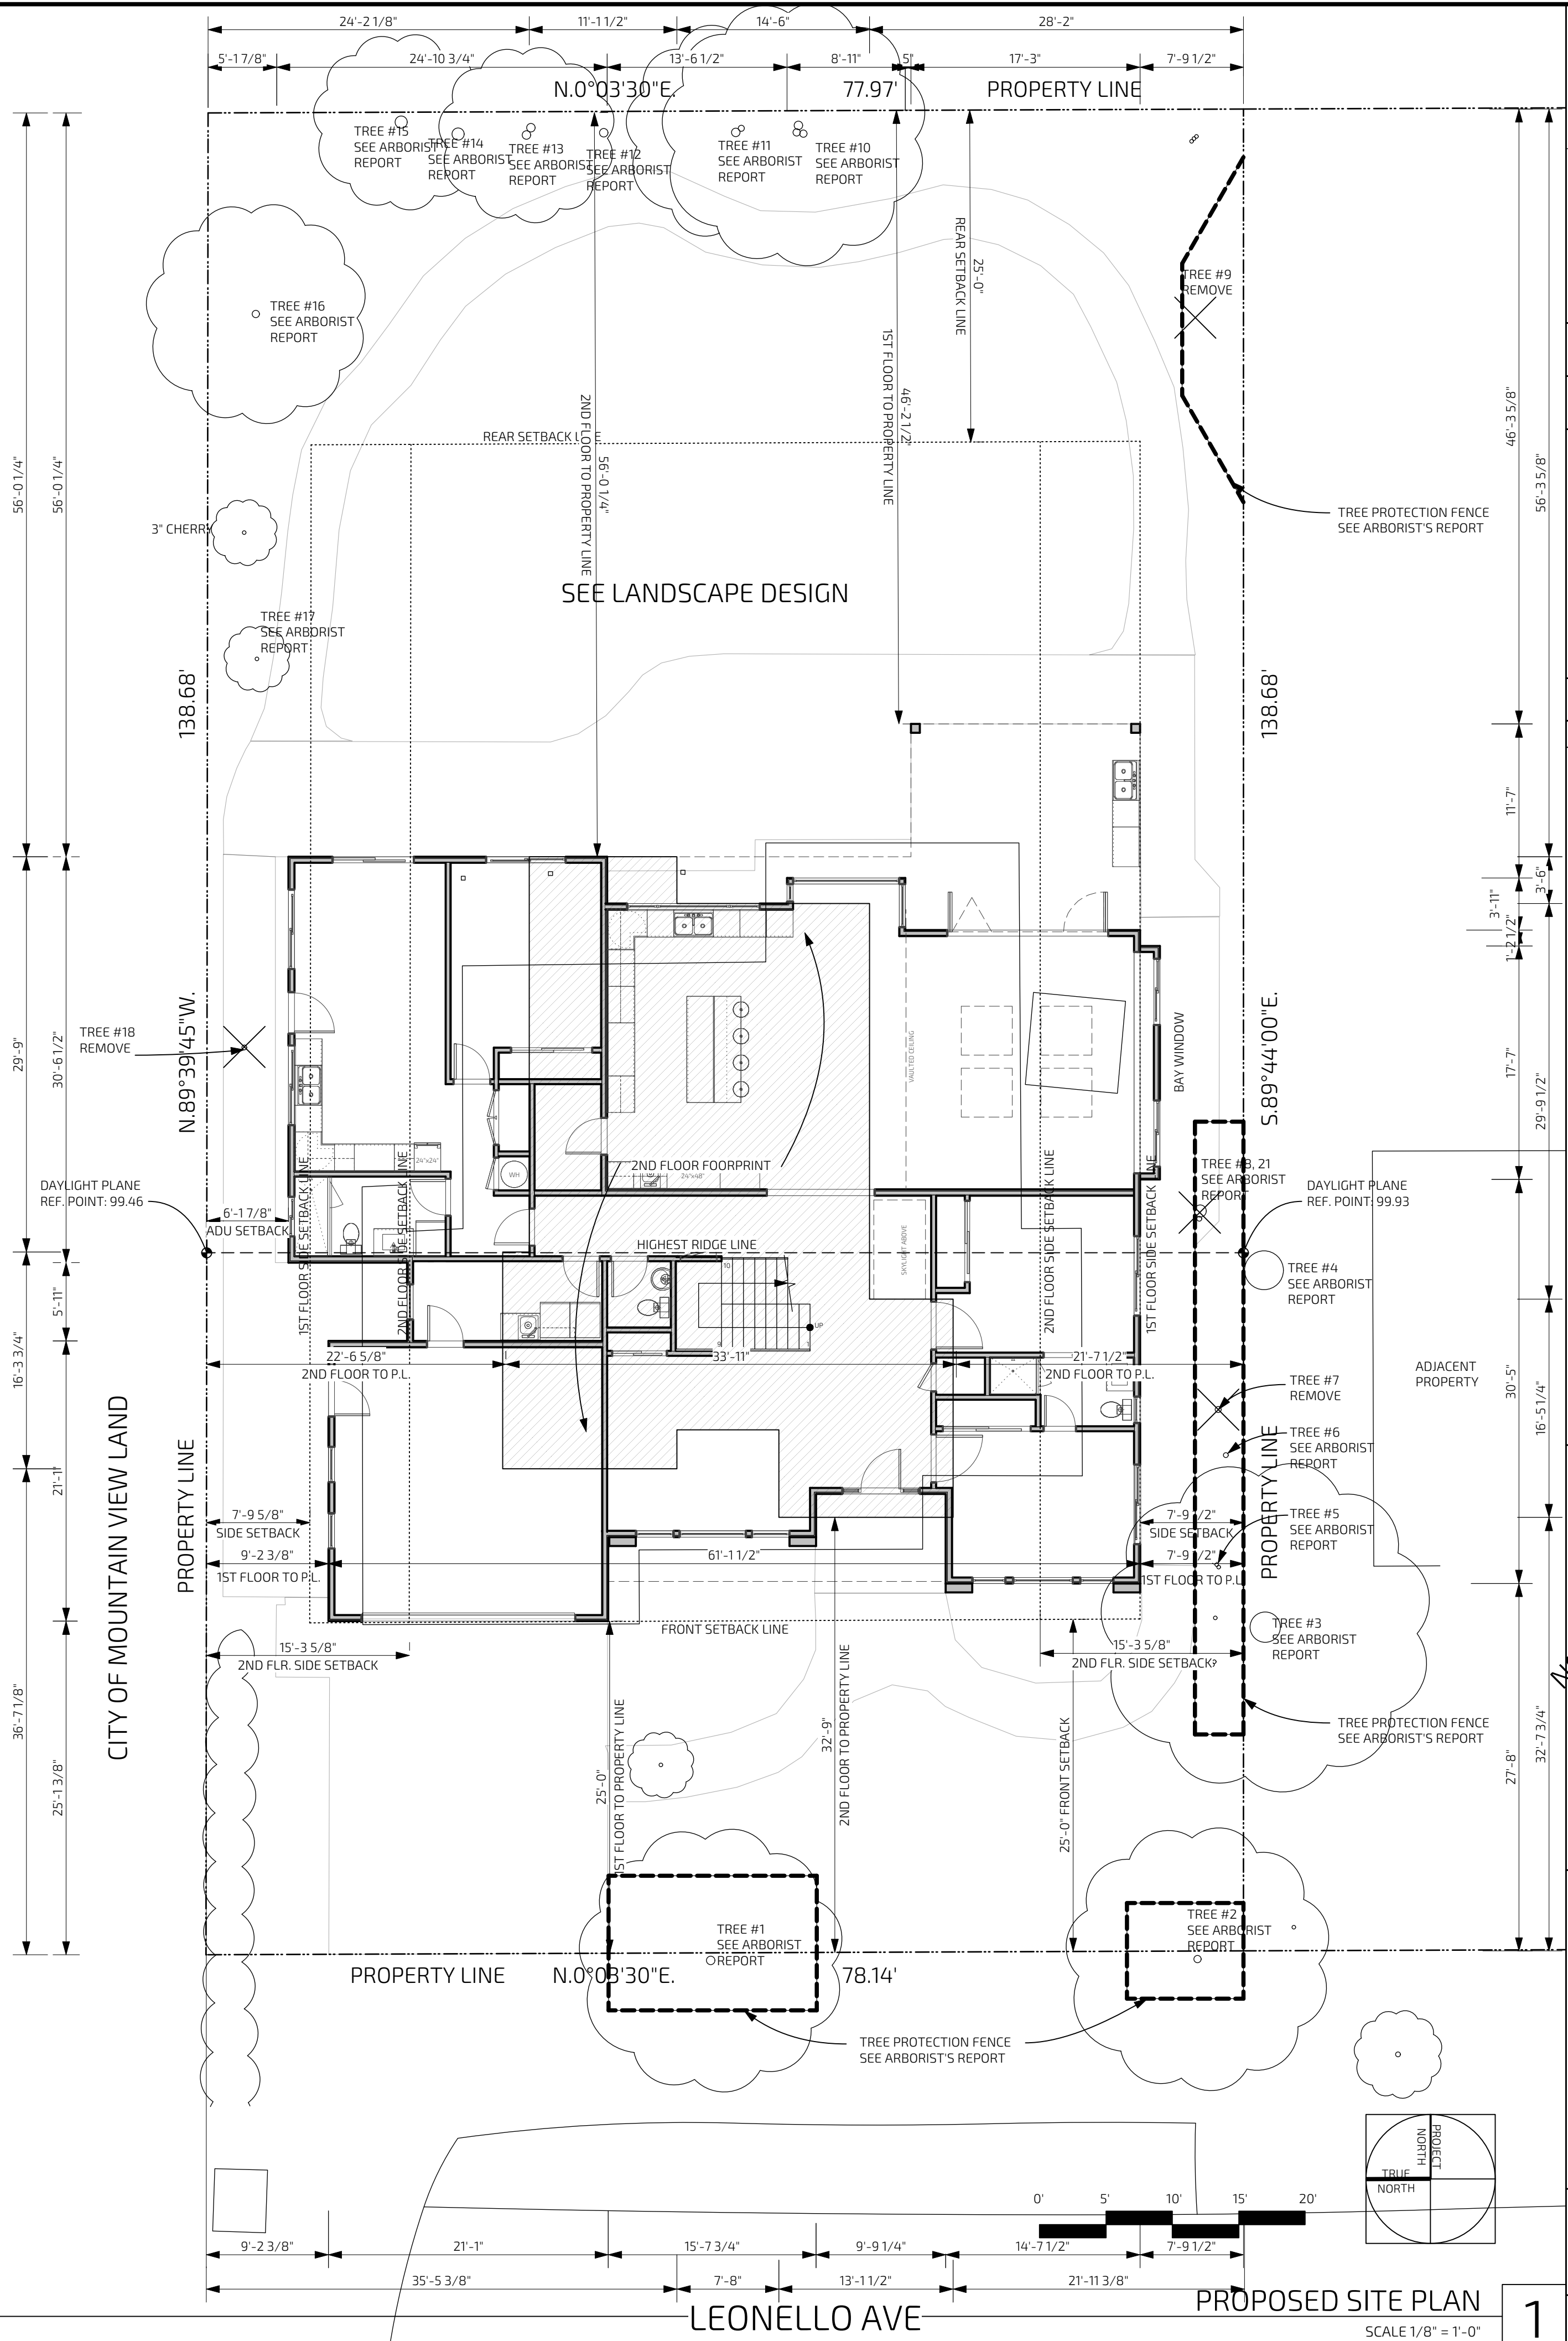 24'-2 1/8"
11'-1 1/2"
14'-6"
28'-2"
5'-1 7/8"
24'-10 3/4"
13'-6 1/2"
8'-11"
5"
17'-3"
7'-9 1/2"
N.0°03'30"E.
77.97'
PROPERTY LINE
TREE #15
SEE ARBORIST
REPORT
TREE #14
SEE ARBORIST
REPORT
TREE #13
SEE ARBORIST
REPORT
TREE #12
SEE ARBORIST
REPORT
TREE #11
SEE ARBORIST
REPORT
TREE #10
SEE ARBORIST
REPORT
REAR SETBACK LINE
25'-0"
TREE #9
REMOVE
TREE #16
SEE ARBORIST
REPORT
1ST FLOOR TO PROPERTY LINE
46'-2 1/2"
2ND FLOOR TO PROPERTY LINE
56'-0 1/4"
REAR SETBACK L E
56'-0 1/4"
56'-0 1/4"
46'-3 5/8"
56'-3 5/8"
3" CHERRY
TREE PROTECTION FENCE
SEE ARBORIST'S REPORT
SEE LANDSCAPE DESIGN
TREE #17
SEE ARBORIST
REPORT
138.68'
138.68'
11'-7"
3'-6"
3'-11"
1'-2 1/2"
17'-7"
29'-9 1/2"
29'-9"
30'-6 1/2"
TREE #18
REMOVE
N.89°39'45"W.
S.89°44'00"E.
BAY WINDOW
VAULTED CEILING
24"x24"
WH
2ND FLOOR FOORPRINT
24"x48"
TREE #8, 21
SEE ARBORIST
REPORT
DAYLIGHT PLANE
REF. POINT: 99.46
DAYLIGHT PLANE
REF. POINT: 99.93
6'-1 7/8"
ADU SETBACK
1ST FLOOR SIDE SETBACK LINE
2ND FLOOR SIDE SETBACK LINE
2ND FLOOR SIDE SETBACK LINE
1ST FLOOR SIDE SETBACK LINE
HIGHEST RIDGE LINE
SKYLIGHT ABOVE
10
9
1
UP
TREE #4
SEE ARBORIST
REPORT
5'-11"
16'-3 3/4"
22'-6 5/8"
2ND FLOOR TO P.L.
33'-11"
21'-7 1/2"
2ND FLOOR TO P.L.
ADJACENT
PROPERTY
TREE #7
REMOVE
30'-5"
16'-5 1/4"
TREE #6
SEE ARBORIST
REPORT
CITY OF MOUNTAIN VIEW LAND
PROPERTY LINE
PROPERTY LINE
21'-1"
7'-9 5/8"
SIDE SETBACK
7'-9 1/2"
SIDE SETBACK
TREE #5
SEE ARBORIST
REPORT
9'-2 3/8"
1ST FLOOR TO P.L.
61'-1 1/2"
7'-9 1/2"
1ST FLOOR TO P.L.
FRONT SETBACK LINE
TREE #3
SEE ARBORIST
REPORT
15'-3 5/8"
2ND FLR. SIDE SETBACK
15'-3 5/8"
2ND FLR. SIDE SETBACK?
36'-7 1/8"
25'-1 3/8"
25'-0"
1ST FLOOR TO PROPERTY LINE
32'-9"
2ND FLOOR TO PROPERTY LINE
25'-0" FRONT SETBACK
TREE PROTECTION FENCE
SEE ARBORIST'S REPORT
27'-8"
32'-7 3/4"
TREE #1
SEE ARBORIST
REPORT
TREE #2
SEE ARBORIST
REPORT
PROPERTY LINE
N.0°03'30"E.
78.14'
TREE PROTECTION FENCE
SEE ARBORIST'S REPORT
PROJECT
NORTH
TRUE
NORTH
0'
5'
10'
15'
20'
9'-2 3/8"
21'-1"
15'-7 3/4"
9'-9 1/4"
14'-7 1/2"
7'-9 1/2"
35'-5 3/8"
7'-8"
13'-1 1/2"
21'-11 3/8"
LEONELLO AVE
PROPOSED SITE PLAN
SCALE 1/8" = 1'-0"
1